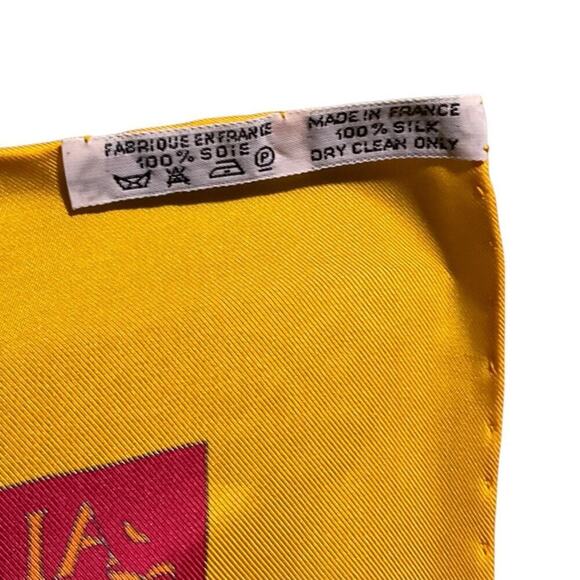 FABRIQUE EN FRANCE
100% SOIE
P
MADE IN FRANCE
100% SILK
DRY CLEAN ONLY